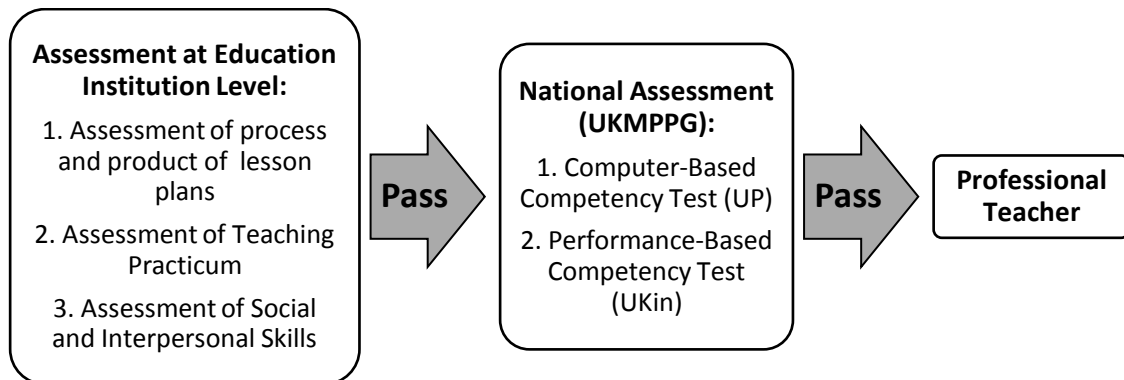 Assessment at Education
Institution Level:
1. Assessment of process
and product of lesson
plans
2. Assessment of Teaching
Practicum
3. Assessment of Social
and Interpersonal Skills
Pass
National Assessment
(UKMPPG):
1. Computer-Based
Competency Test (UP)
2. Performance-Based
Competency Test
(UKin)
Pass
Professional
Teacher